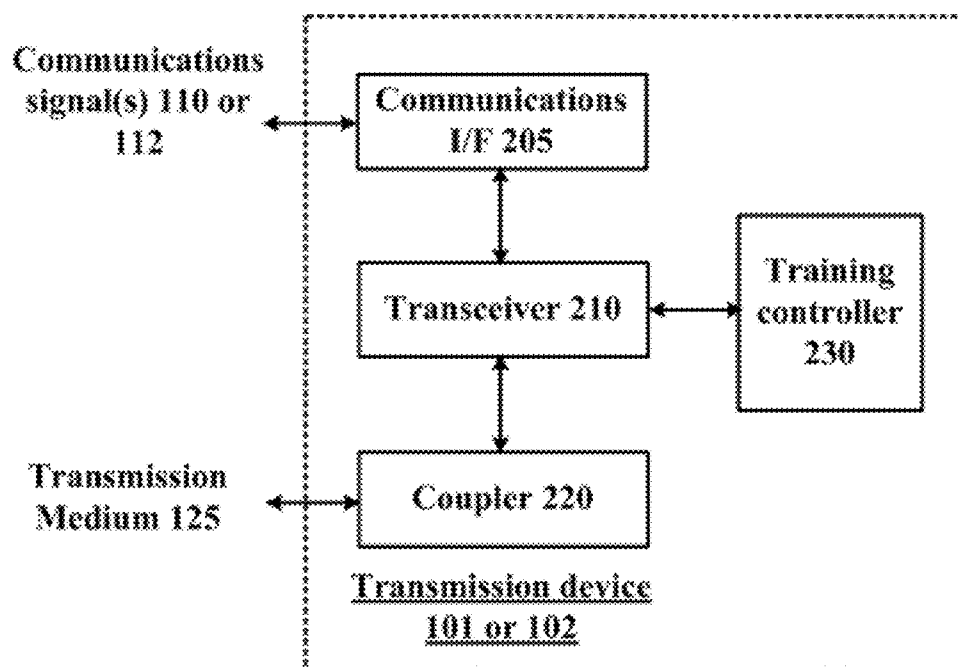 Communications
signal(s) 110 or
112
Communications
I/F 205
Transceiver 210
Training
controller
230
Transmission
Medium 125
Coupler 220
Transmission device
101 or 102